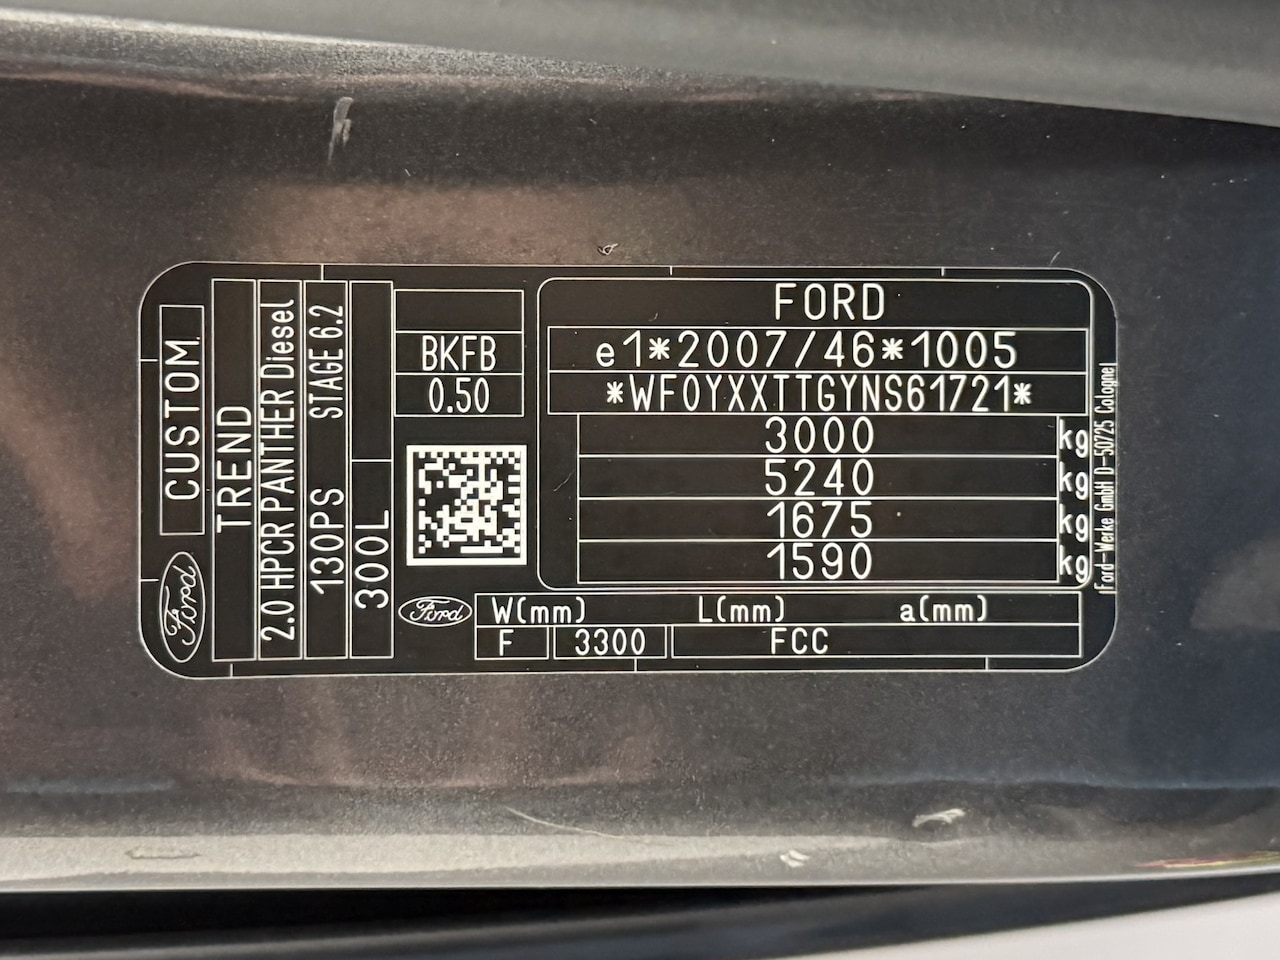 CUSTOM
Ford
TREND
2.0 HPCR PANTHER Diesel
130PS STAGE 6.2
300L
BKFB
0.50
Ford
FORD
e1*2007/46*1005
*WF0YXXTTGYNS61721*
3000 kg
5240 kg
1675 kg
1590 kg
W(mm) L(mm) a(mm)
F 3300 FCC
Ford-Werke GmbH D-50725 Cologne